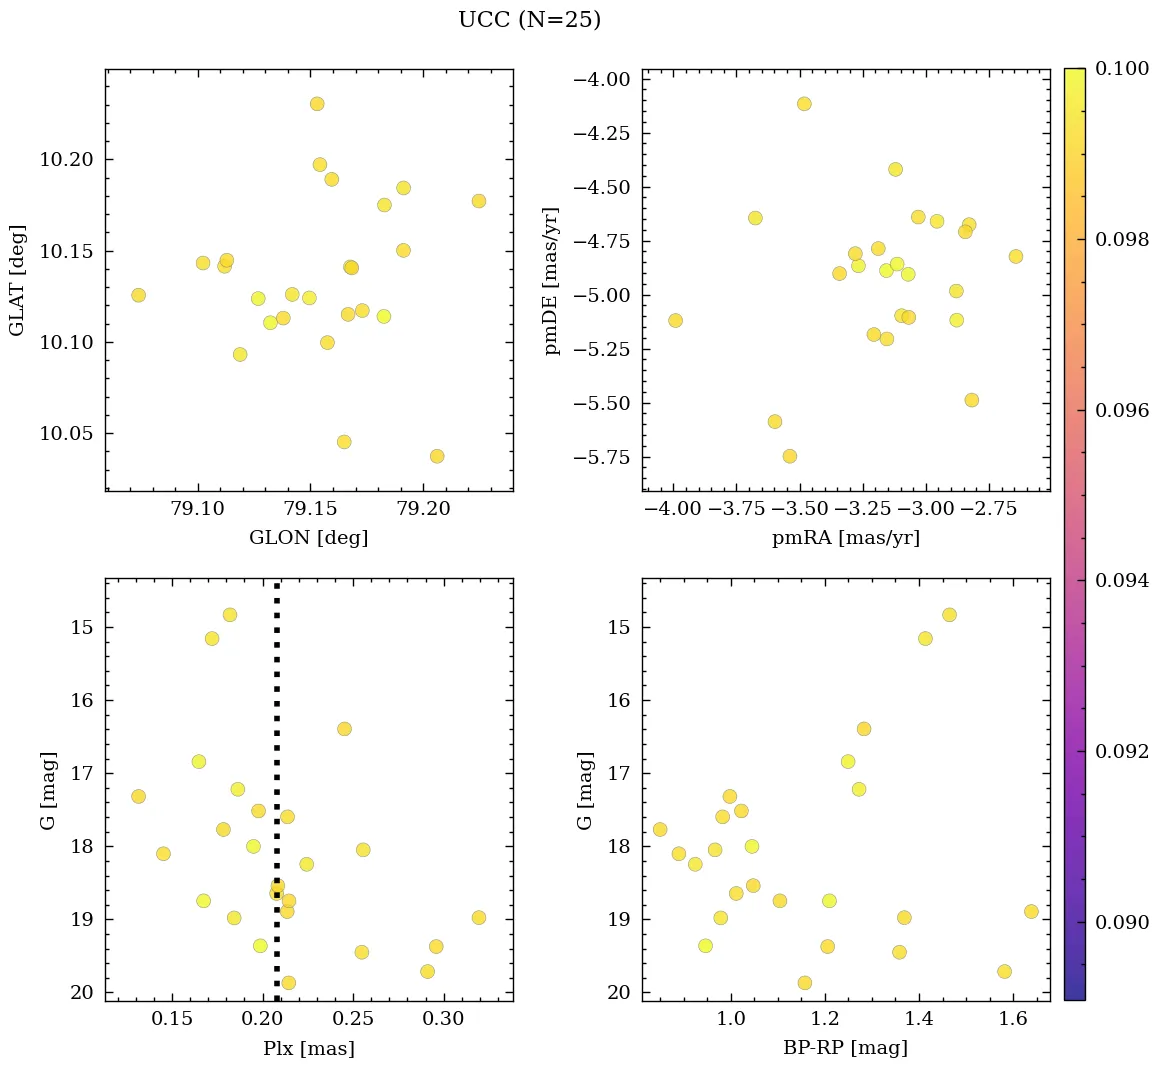 UCC (N=25)
10.20
10.15
10.10
10.05
GLAT [deg]
79.10 79.15 79.20
GLON [deg]
−4.00
−4.25
−4.50
−4.75
−5.00
−5.25
−5.50
−5.75
pmDE [mas/yr]
−4.00 −3.75 −3.50 −3.25 −3.00 −2.75
pmRA [mas/yr]
15
16
17
18
19
20
G [mag]
0.15 0.20 0.25 0.30
Plx [mas]
15
16
17
18
19
20
G [mag]
1.0 1.2 1.4 1.6
BP-RP [mag]
0.100
0.098
0.096
0.094
0.092
0.090